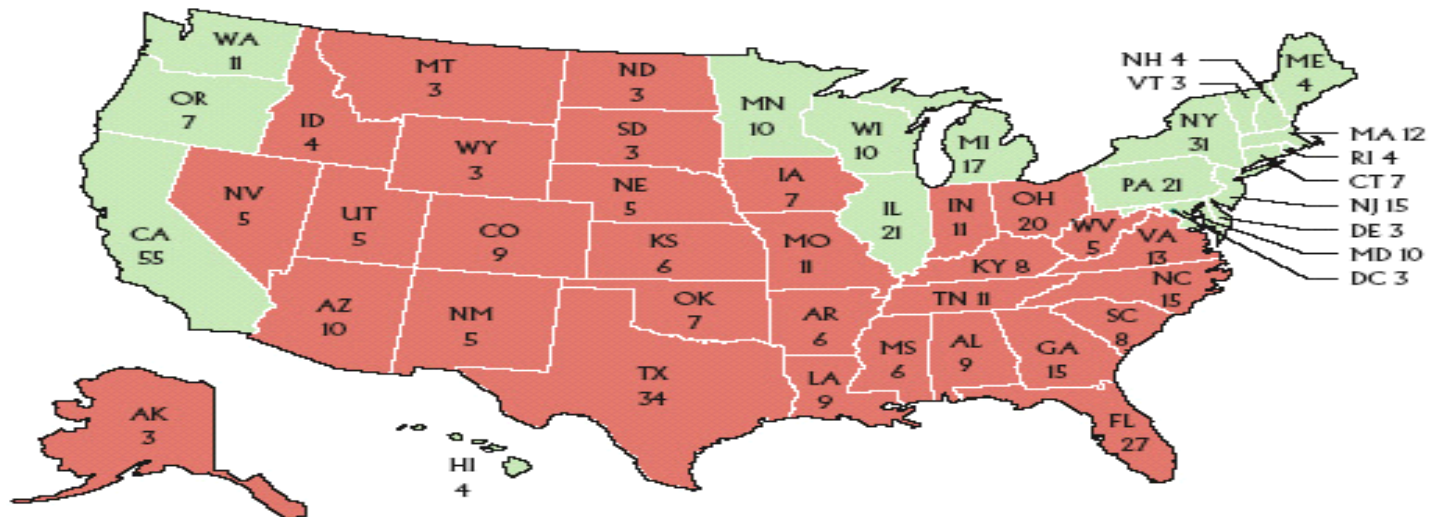 WA
11
OR
7
CA
55
ID
4
NV
5
MT
3
WY
3
UT
5
AZ
10
CO
9
NM
5
ND
3
SD
3
NE
5
KS
6
OK
7
TX
34
MN
10
IA
7
MO
11
AR
6
LA
9
WI
10
IL
21
MI
17
IN
11
OH
20
KY 8
TN 11
MS
6
AL
9
GA
15
FL
27
SC
8
NC
15
WV
5
VA
13
PA 21
NY
31
ME
4
NH 4
VT 3
MA 12
RI 4
CT 7
NJ 15
DE 3
MD 10
DC 3
AK
3
HI
4